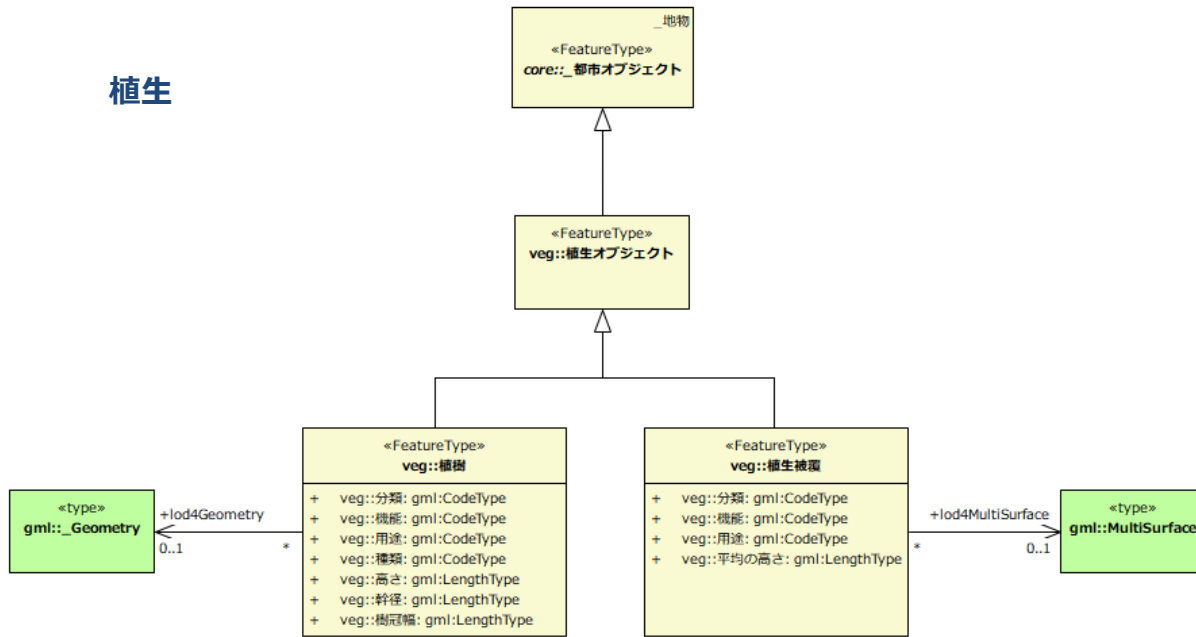 植生
_地物
«FeatureType»
core::_都市オブジェクト
«FeatureType»
veg::植生オブジェクト
«FeatureType»
veg::植樹
+ veg::分類: gml:CodeType
+ veg::機能: gml:CodeType
+ veg::用途: gml:CodeType
+ veg::種類: gml:CodeType
+ veg::高さ: gml:LengthType
+ veg::幹径: gml:LengthType
+ veg::樹冠幅: gml:LengthType
«FeatureType»
veg::植生被覆
+ veg::分類: gml:CodeType
+ veg::機能: gml:CodeType
+ veg::用途: gml:CodeType
+ veg::平均の高さ: gml:LengthType
«type»
gml::_Geometry
+lod4Geometry
0..1
*
+lod4MultiSurface
*
0..1
«type»
gml::MultiSurface